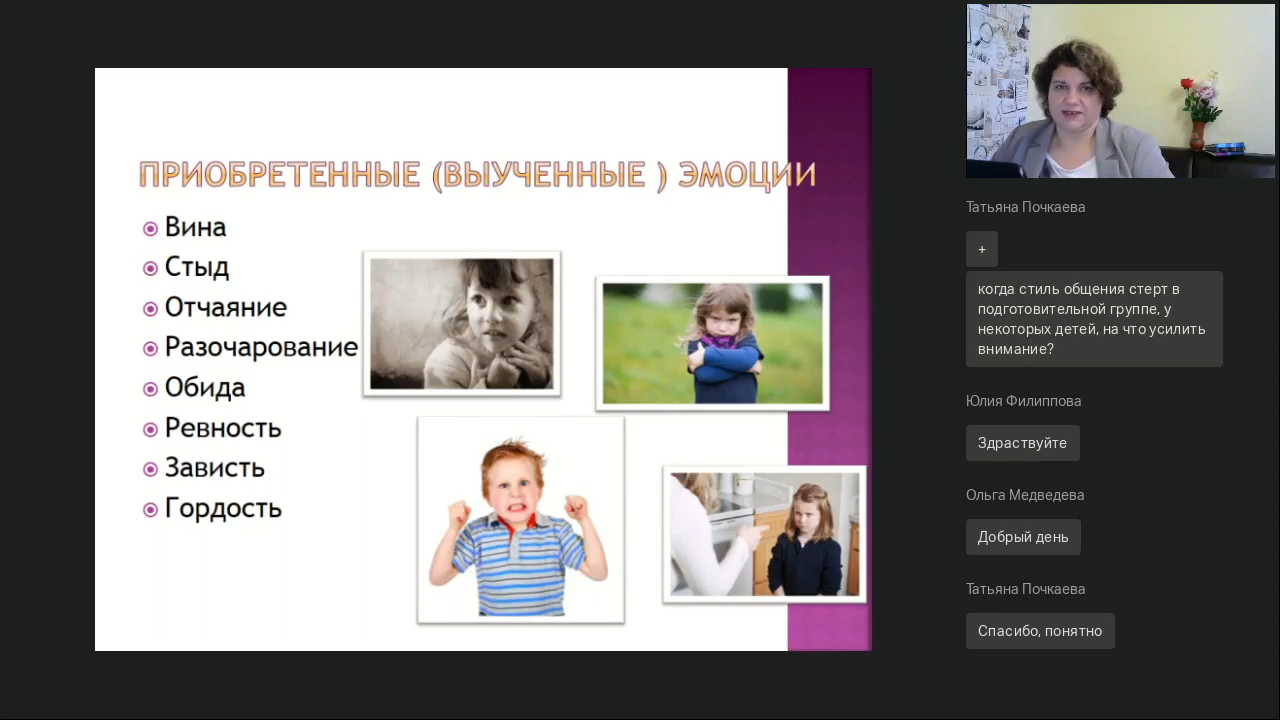 ПРИОБРЕТЕННЫЕ (ВЫУЧЕННЫЕ ) ЭМОЦИИ
Вина
Стыд
Отчаяние
Разочарование
Обида
Ревность
Зависть
Гордость
Татьяна Почкаева
+
когда стиль общения стерт в
подготовительной группе, у
некоторых детей, на что усилить
внимание?
Юлия Филиппова
Здраствуйте
Ольга Медведева
Добрый день
Татьяна Почкаева
Спасибо, понятно